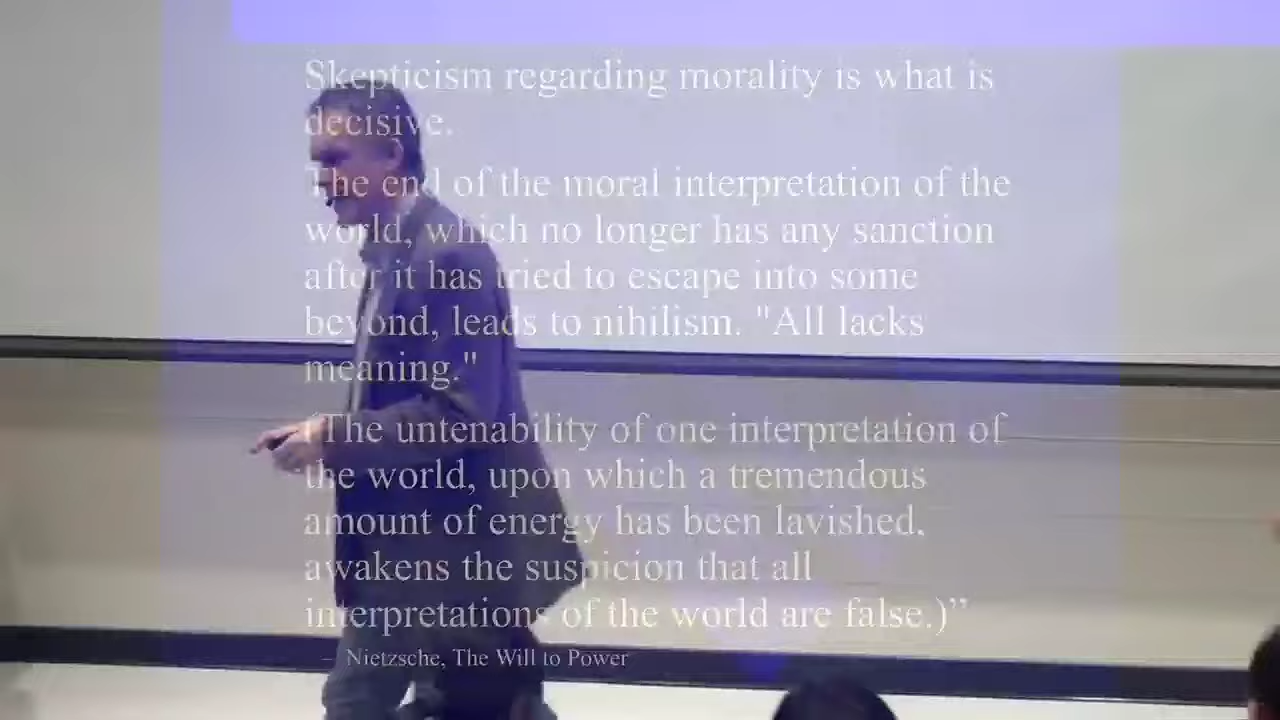 Skepticism regarding morality is what is
decisive.
The end of the moral interpretation of the
world, which no longer has any sanction
after it has tried to escape into some
beyond, leads to nihilism. "All lacks
meaning."
(The untenability of one interpretation of
the world, upon which a tremendous
amount of energy has been lavished,
awakens the suspicion that all
interpretations of the world are false.)”
– Nietzsche, The Will to Power